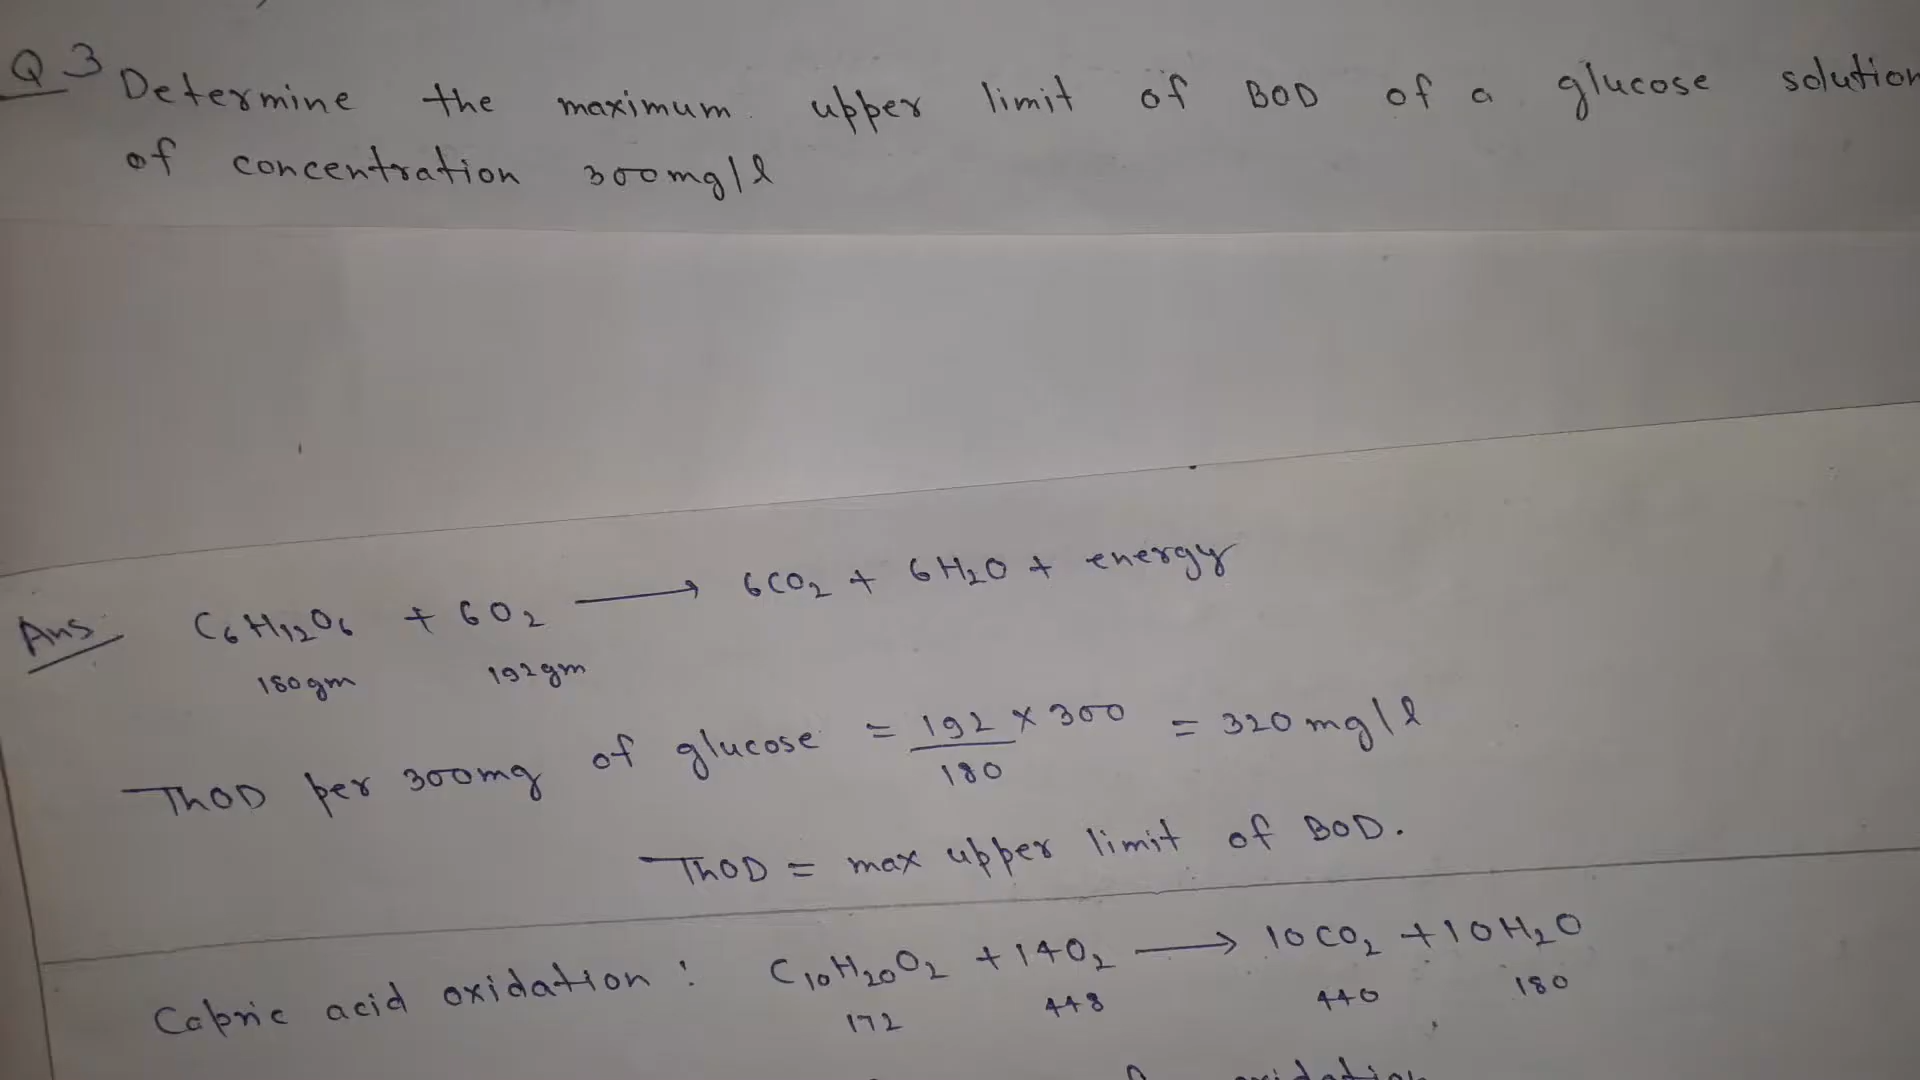 Q3 Determine the maximum upper limit of BOD of a glucose solution
of concentration 300mg/l
Ans. C6H12O6 + 6O2 → 6CO2 + 6H2O + energy
180gm 192gm
ThOD per 300mg of glucose = 192 × 300 / 180 = 320 mg/l
ThOD = max upper limit of BOD.
Capric acid oxidation : C10H20O2 + 14O2 → 10CO2 + 10H2O
172 448 440 180
oxidation